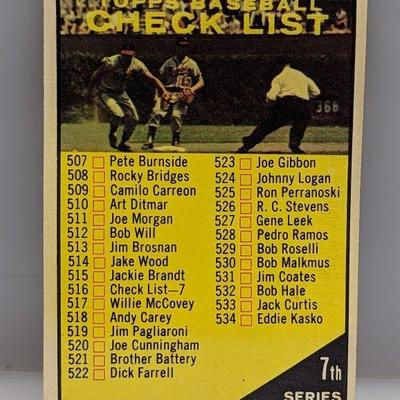 TOPPS BASEBALL
CHECK LIST
13
368
507 Pete Burnside
508 Rocky Bridges
509 Camilo Carreon
510 Art Ditmar
511 Joe Morgan
512 Bob Will
513 Jim Brosnan
514 Jake Wood
515 Jackie Brandt
516 Check List—7
517 Willie McCovey
518 Andy Carey
519 Jim Pagliaroni
520 Joe Cunningham
521 Brother Battery
522 Dick Farrell
523 Joe Gibbon
524 Johnny Logan
525 Ron Perranoski
526 R. C. Stevens
527 Gene Leek
528 Pedro Ramos
529 Bob Roselli
530 Bob Malkmus
531 Jim Coates
532 Bob Hale
533 Jack Curtis
534 Eddie Kasko
7th
SERIES